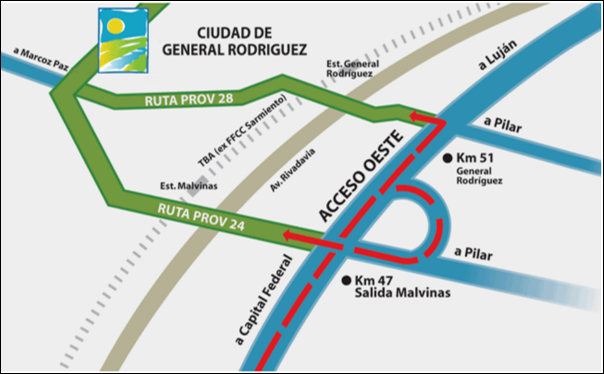 CIUDAD DE
GENERAL RODRIGUEZ
a Marcoz Paz
Est. General
Rodríguez
a Luján
RUTA PROV 28
a Pilar
TBA (ex FFCC Sarmiento)
ACCESO OESTE
Km 51
General
Rodríguez
Av. Rivadavia
Est. Malvinas
RUTA PROV 24
a Pilar
a Capital Federal
Km 47
Salida Malvinas